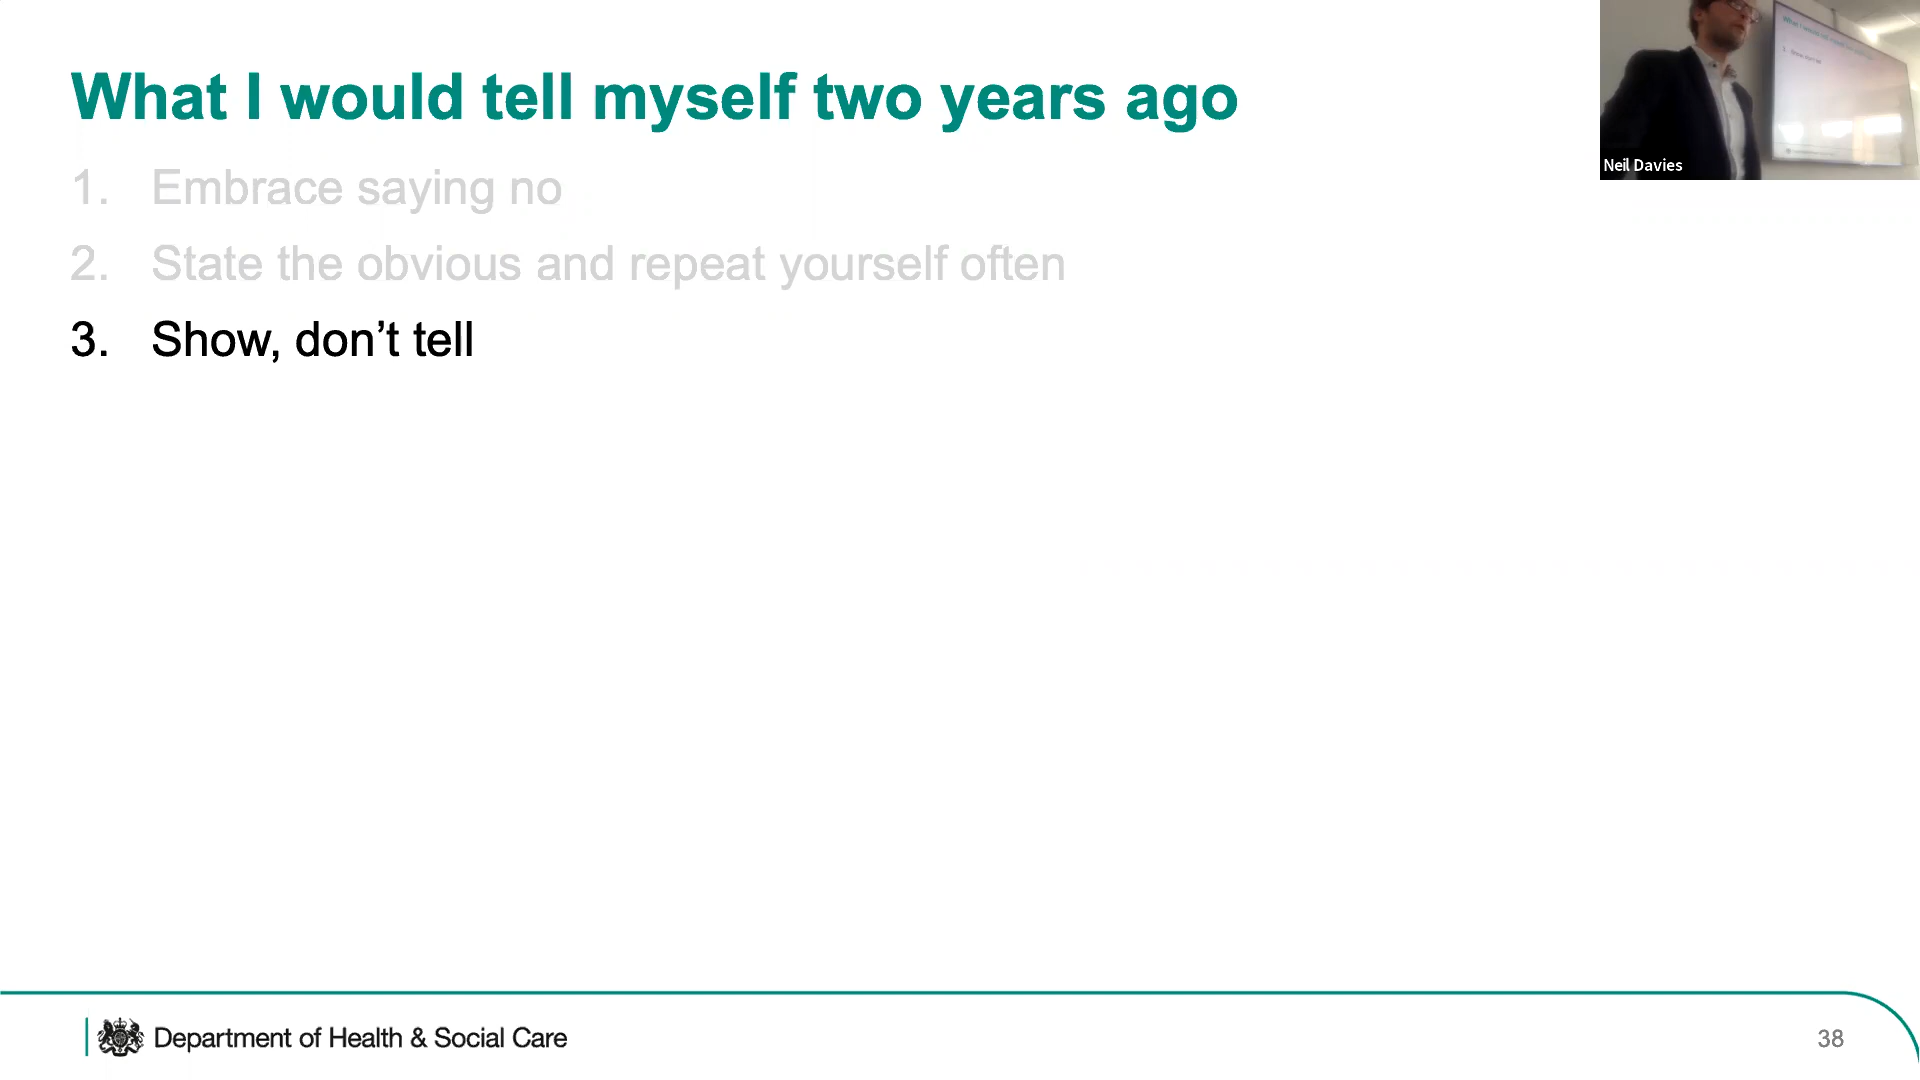 What I would tell myself two years ago
1. Embrace saying no
2. State the obvious and repeat yourself often
3. Show, don’t tell
Neil Davies
Department of Health & Social Care
38